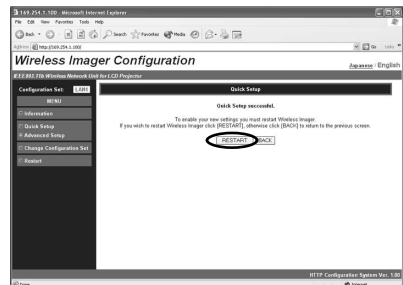 169.254.1.100 - Microsoft Internet Explorer
File Edit View Favorites Tools Help
Back Search Favorites Media
Address http://169.254.1.100/ Go Links
Wireless Imager Configuration
Japanese / English
IEEE802.11b Wireless Network Unit for LCD Projector
Configuration Set: LAN1
MENU
Information
Quick Setup
Advanced Setup
Change Configuration Set
Restart
Quick Setup
Quick Setup successful.
To enable your new settings you must restart Wireless Imager.
If you wish to restart Wireless Imager click [RESTART], otherwise click [BACK] to return to the previous screen.
RESTART BACK
HTTP Configuration System Ver. 1.00
Done Internet